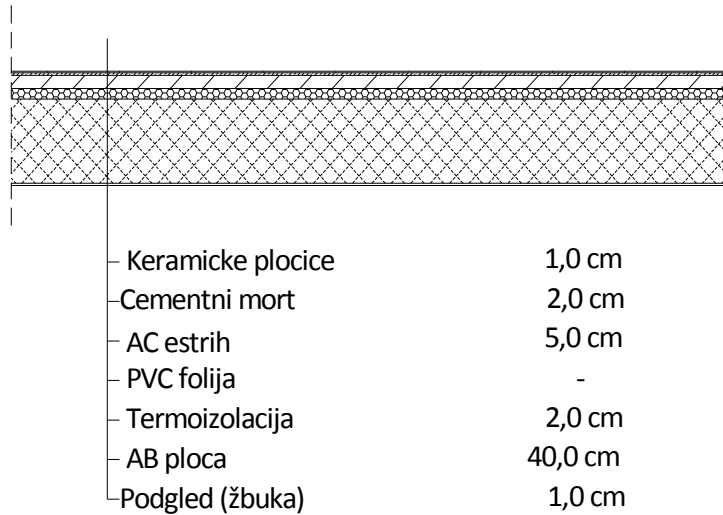 Keramicke plocice 1,0 cm
Cementni mort 2,0 cm
AC estrih 5,0 cm
PVC folija -
Termoizolacija 2,0 cm
AB ploca 40,0 cm
Podgled (žbuka) 1,0 cm